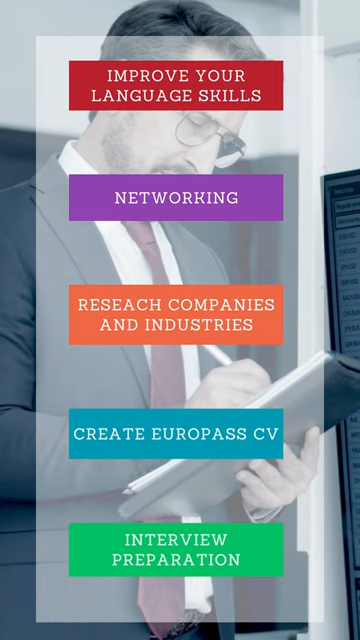 IMPROVE YOUR
LANGUAGE SKILLS
NETWORKING
RESEACH COMPANIES
AND INDUSTRIES
CREATE EUROPASS CV
INTERVIEW
PREPARATION